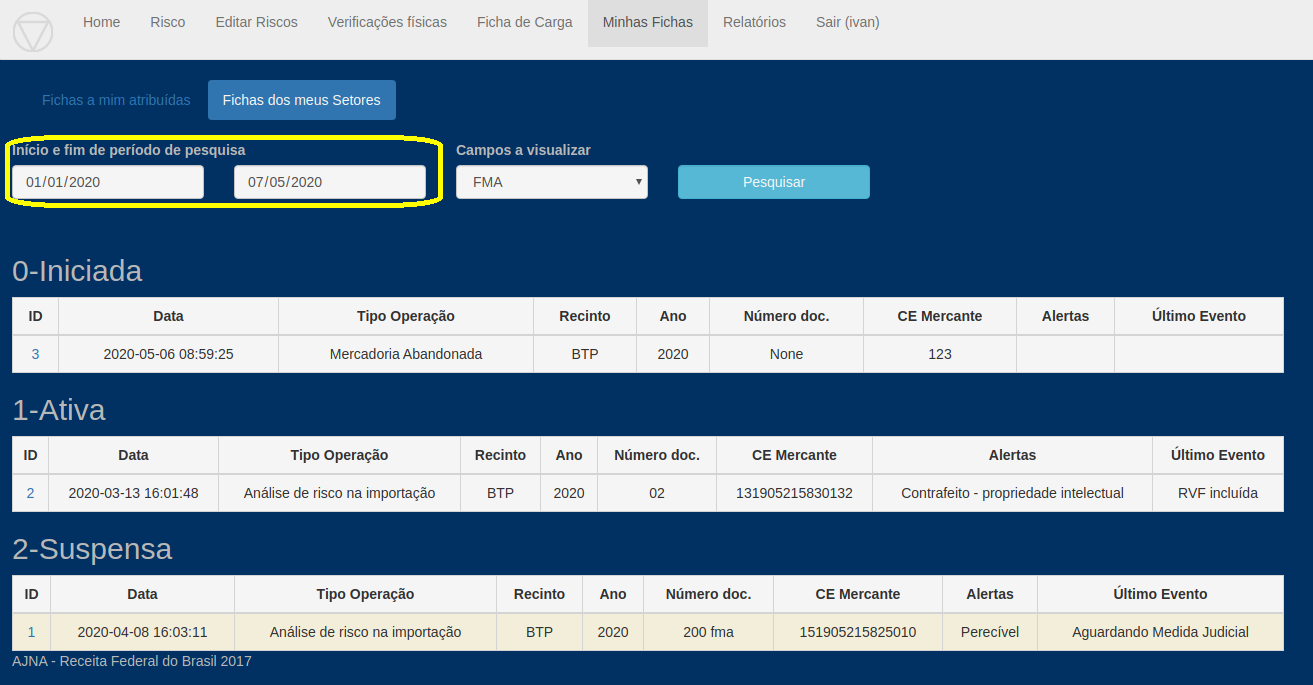 Home Risco Editar Riscos Verificações físicas Ficha de Carga Minhas Fichas Relatórios Sair (ivan)
Fichas a mim atribuídas Fichas dos meus Setores
Início e fim de período de pesquisa Campos a visualizar
01/01/2020 07/05/2020 FMA Pesquisar
0-Iniciada
ID Data Tipo Operação Recinto Ano Número doc. CE Mercante Alertas Último Evento
3 2020-05-06 08:59:25 Mercadoria Abandonada BTP 2020 None 123
1-Ativa
ID Data Tipo Operação Recinto Ano Número doc. CE Mercante Alertas Último Evento
2 2020-03-13 16:01:48 Análise de risco na importação BTP 2020 02 131905215830132 Contrafeito - propriedade intelectual RVF incluída
2-Suspensa
ID Data Tipo Operação Recinto Ano Número doc. CE Mercante Alertas Último Evento
1 2020-04-08 16:03:11 Análise de risco na importação BTP 2020 200 fma 151905215825010 Perecível Aguardando Medida Judicial
AJNA - Receita Federal do Brasil 2017